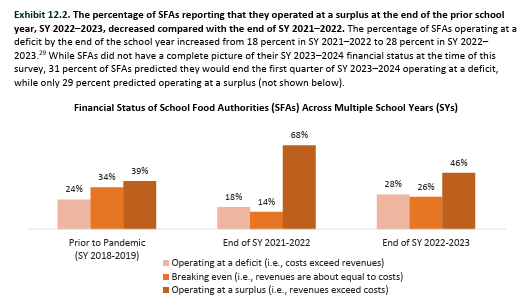 Exhibit 12.2. The percentage of SFAs reporting that they operated at a surplus at the end of the prior school
year, SY 2022–2023, decreased compared with the end of SY 2021–2022. The percentage of SFAs operating at a
deficit by the end of the school year increased from 18 percent in SY 2021–2022 to 28 percent in SY 2022–
2023.²⁹ While SFAs did not have a complete picture of their SY 2023–2024 financial status at the time of this
survey, 31 percent of SFAs predicted they would end the first quarter of SY 2023–2024 operating at a deficit,
while only 29 percent predicted operating at a surplus (not shown below).
Financial Status of School Food Authorities (SFAs) Across Multiple School Years (SYs)
24% 34% 39%
18% 14% 68%
28% 26% 46%
Prior to Pandemic
(SY 2018-2019)
End of SY 2021-2022
End of SY 2022-2023
Operating at a deficit (i.e., costs exceed revenues)
Breaking even (i.e., revenues are about equal to costs)
Operating at a surplus (i.e., revenues exceed costs)